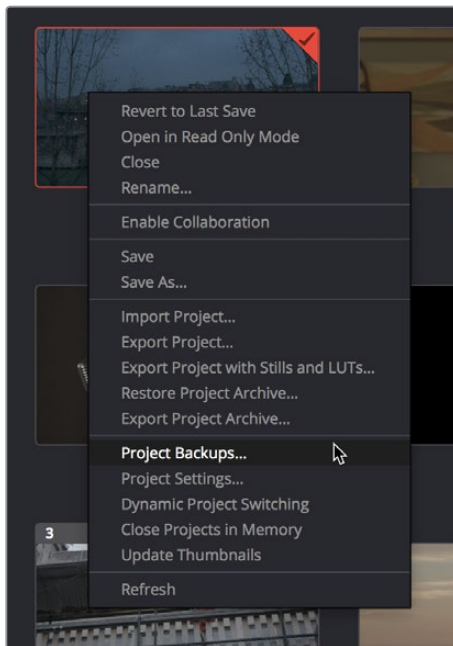 Revert to Last Save
Open in Read Only Mode
Close
Rename...
Enable Collaboration
Save
Save As...
Import Project...
Export Project...
Export Project with Stills and LUTs...
Restore Project Archive...
Export Project Archive...
Project Backups...
Project Settings...
Dynamic Project Switching
3
Close Projects in Memory
Update Thumbnails
Refresh